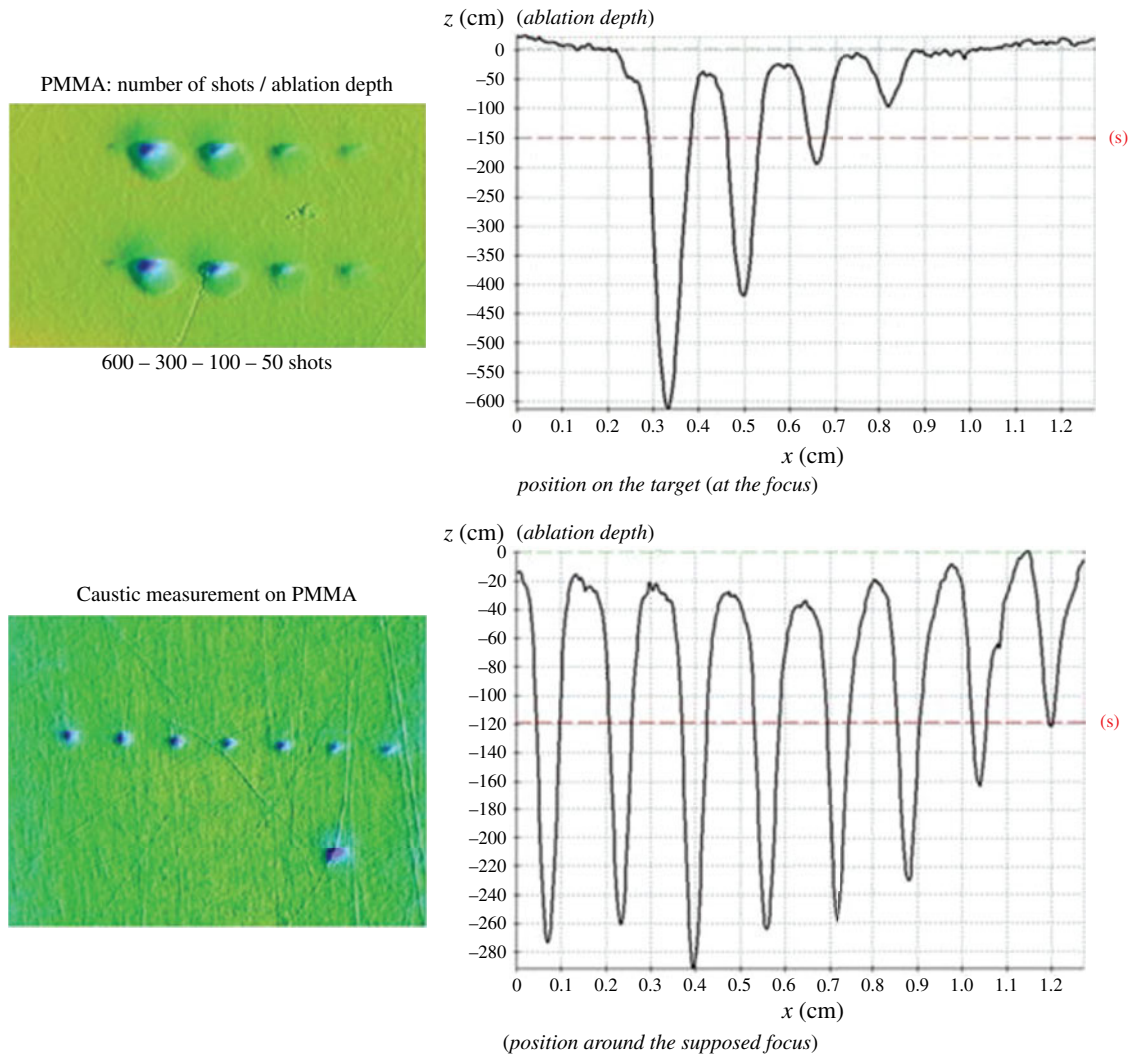 PMMA: number of shots / ablation depth
600 – 300 – 100 – 50 shots
z (cm) (ablation depth)
0
–50
–100
–150
–200
–250
–300
–350
–400
–450
–500
–550
–600
(s)
0 0.1 0.2 0.3 0.4 0.5 0.6 0.7 0.8 0.9 1.0 1.1 1.2
x (cm)
position on the target (at the focus)
Caustic measurement on PMMA
z (cm) (ablation depth)
0
–20
–40
–60
–80
–100
–120
–140
–160
–180
–200
–220
–240
–260
–280
(s)
0 0.1 0.2 0.3 0.4 0.5 0.6 0.7 0.8 0.9 1.0 1.1 1.2
x (cm)
(position around the supposed focus)